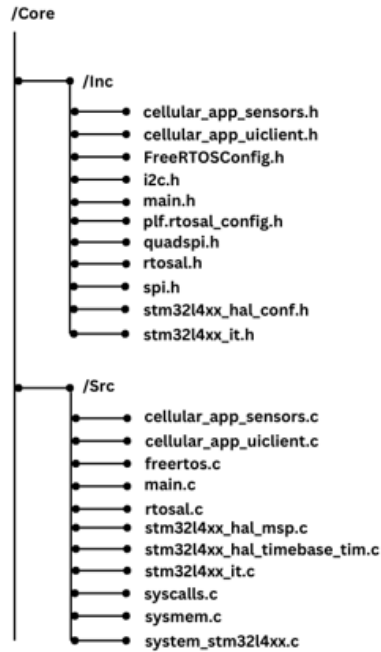 /Core
/Inc
cellular_app_sensors.h
cellular_app_uiclient.h
FreeRTOSConfig.h
i2c.h
main.h
plf.rtosal_config.h
quadspi.h
rtosal.h
spi.h
stm32l4xx_hal_conf.h
stm32l4xx_it.h
/Src
cellular_app_sensors.c
cellular_app_uiclient.c
freertos.c
main.c
rtosal.c
stm32l4xx_hal_msp.c
stm32l4xx_hal_timebase_tim.c
stm32l4xx_it.c
syscalls.c
sysmem.c
system_stm32l4xx.c